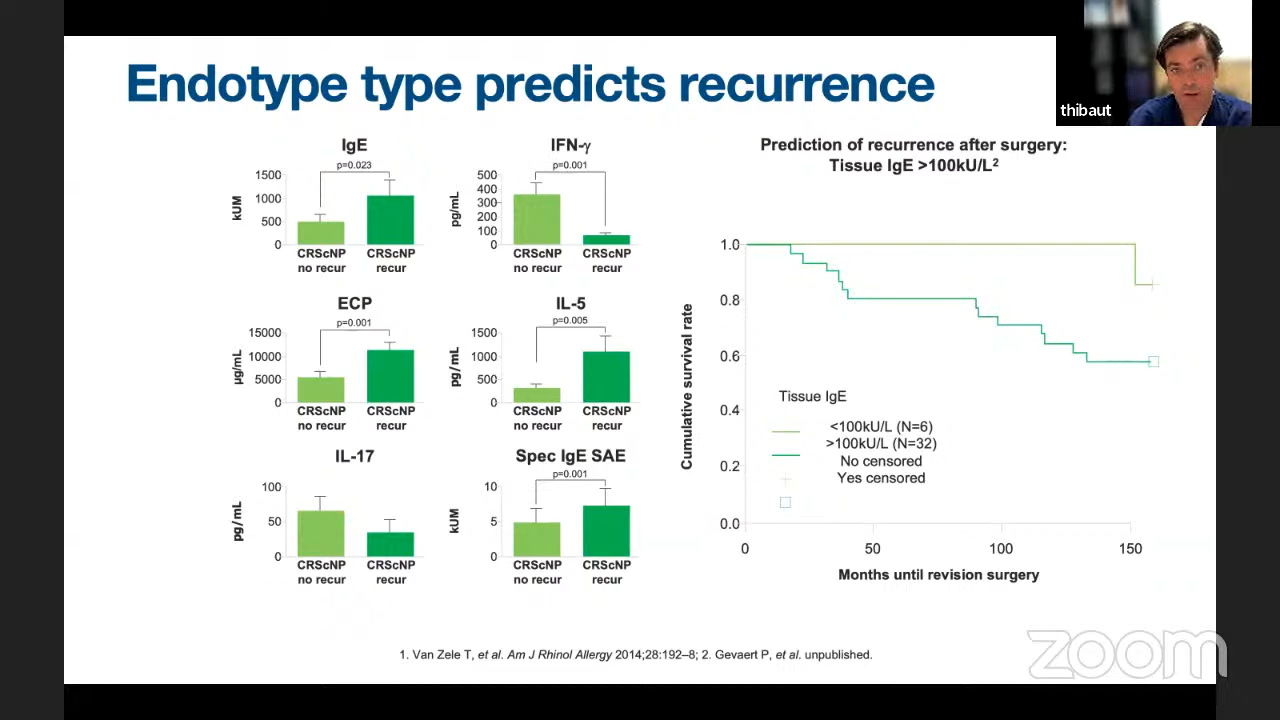 Endotype type predicts recurrence
thibaut
IgE
p=0.023
1500
1000
500
0
kUM
CRScNP
no recur
CRScNP
recur
IFN-γ
p=0.001
500
400
300
200
100
0
pg/mL
CRScNP
no recur
CRScNP
recur
ECP
p=0.001
15000
10000
5000
0
µg/mL
CRScNP
no recur
CRScNP
recur
IL-5
p=0.005
1500
1000
500
0
pg/mL
CRScNP
no recur
CRScNP
recur
IL-17
100
50
0
pg/mL
CRScNP
no recur
CRScNP
recur
Spec IgE SAE
p=0.001
10
5
0
kUM
CRScNP
no recur
CRScNP
recur
Prediction of recurrence after surgery:
Tissue IgE >100kU/L²
1.0
0.8
0.6
0.4
0.2
0.0
Cumulative survival rate
Tissue IgE
<100kU/L (N=6)
>100kU/L (N=32)
No censored
Yes censored
0 50 100 150
Months until revision surgery
1. Van Zele T, et al. Am J Rhinol Allergy 2014;28:192–8; 2. Gevaert P, et al. unpublished.
zoom